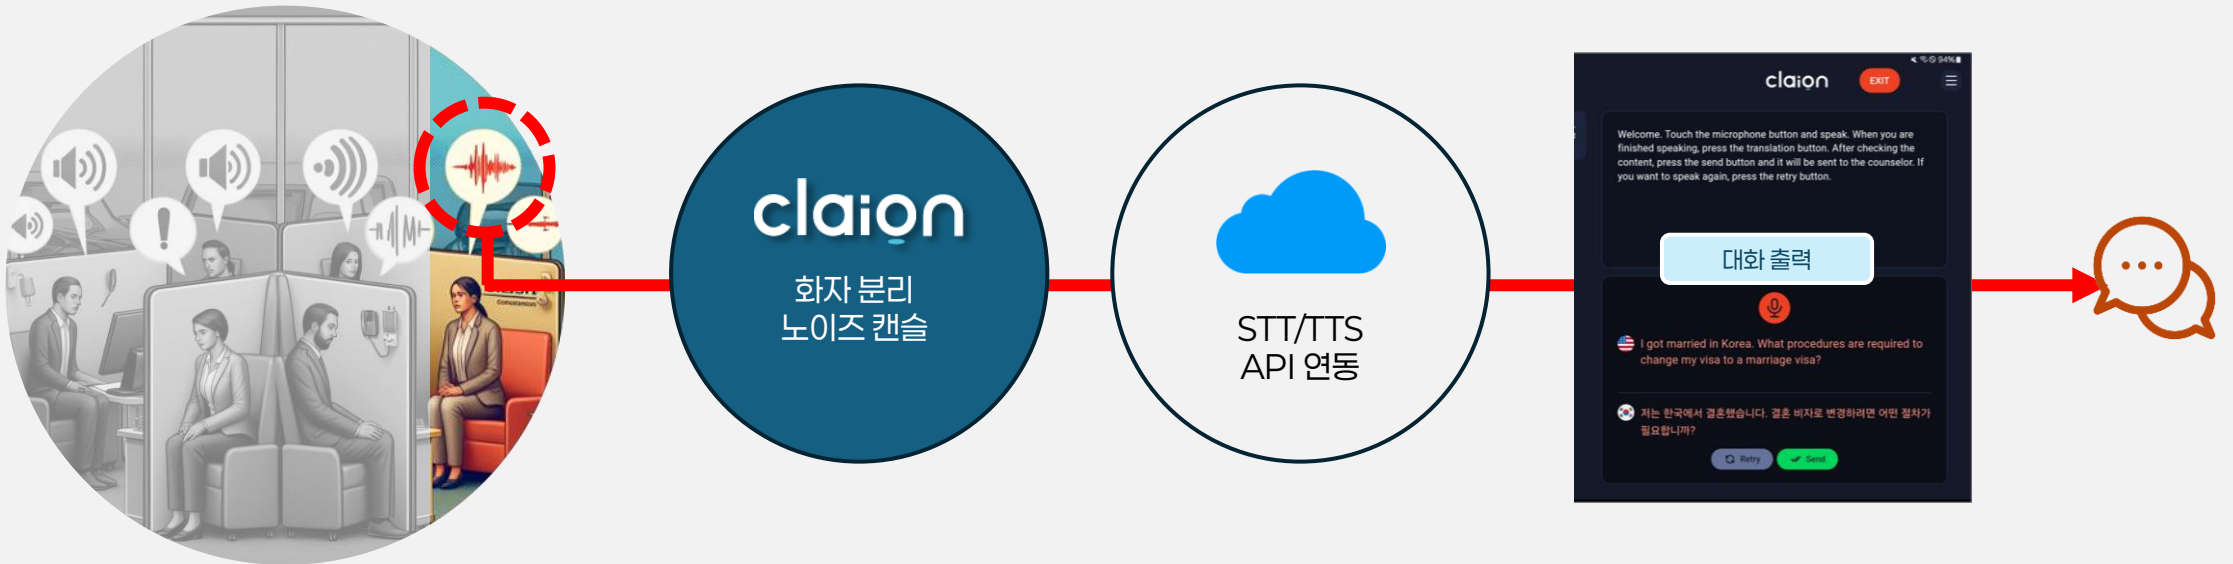 claion
화자 분리
노이즈 캔슬
STT/TTS
API 연동
94%
claion
EXIT
Welcome. Touch the microphone button and speak. When you are
finished speaking, press the translation button. After checking the
content, press the send button and it will be sent to the counselor. If
you want to speak again, press the retry button.
대화 출력
I got married in Korea. What procedures are required to
change my visa to a marriage visa?
저는 한국에서 결혼했습니다. 결혼 비자로 변경하려면 어떤 절차가
필요합니까?
Retry
Send